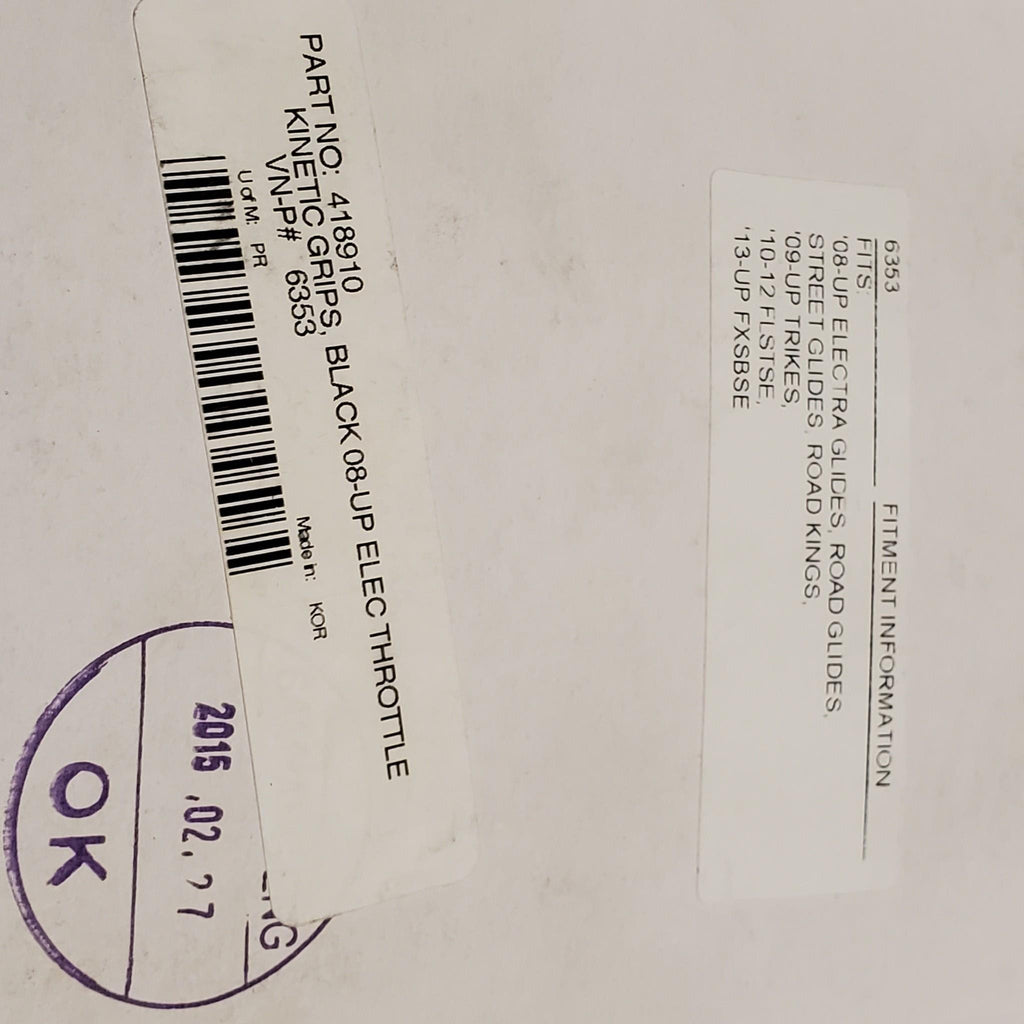 PART NO: 418910
KINETIC GRIPS, BLACK 08-UP ELEC THROTTLE
VN-P# 6353
U of M: PR
Made in: KOR
6353 FITMENT INFORMATION
FITS:
'08-UP ELECTRA GLIDES, ROAD GLIDES,
STREET GLIDES, ROAD KINGS,
'09-UP TRIKES,
'10-12 FLSTSE,
'13-UP FXSBSE
2015 .02.
OK